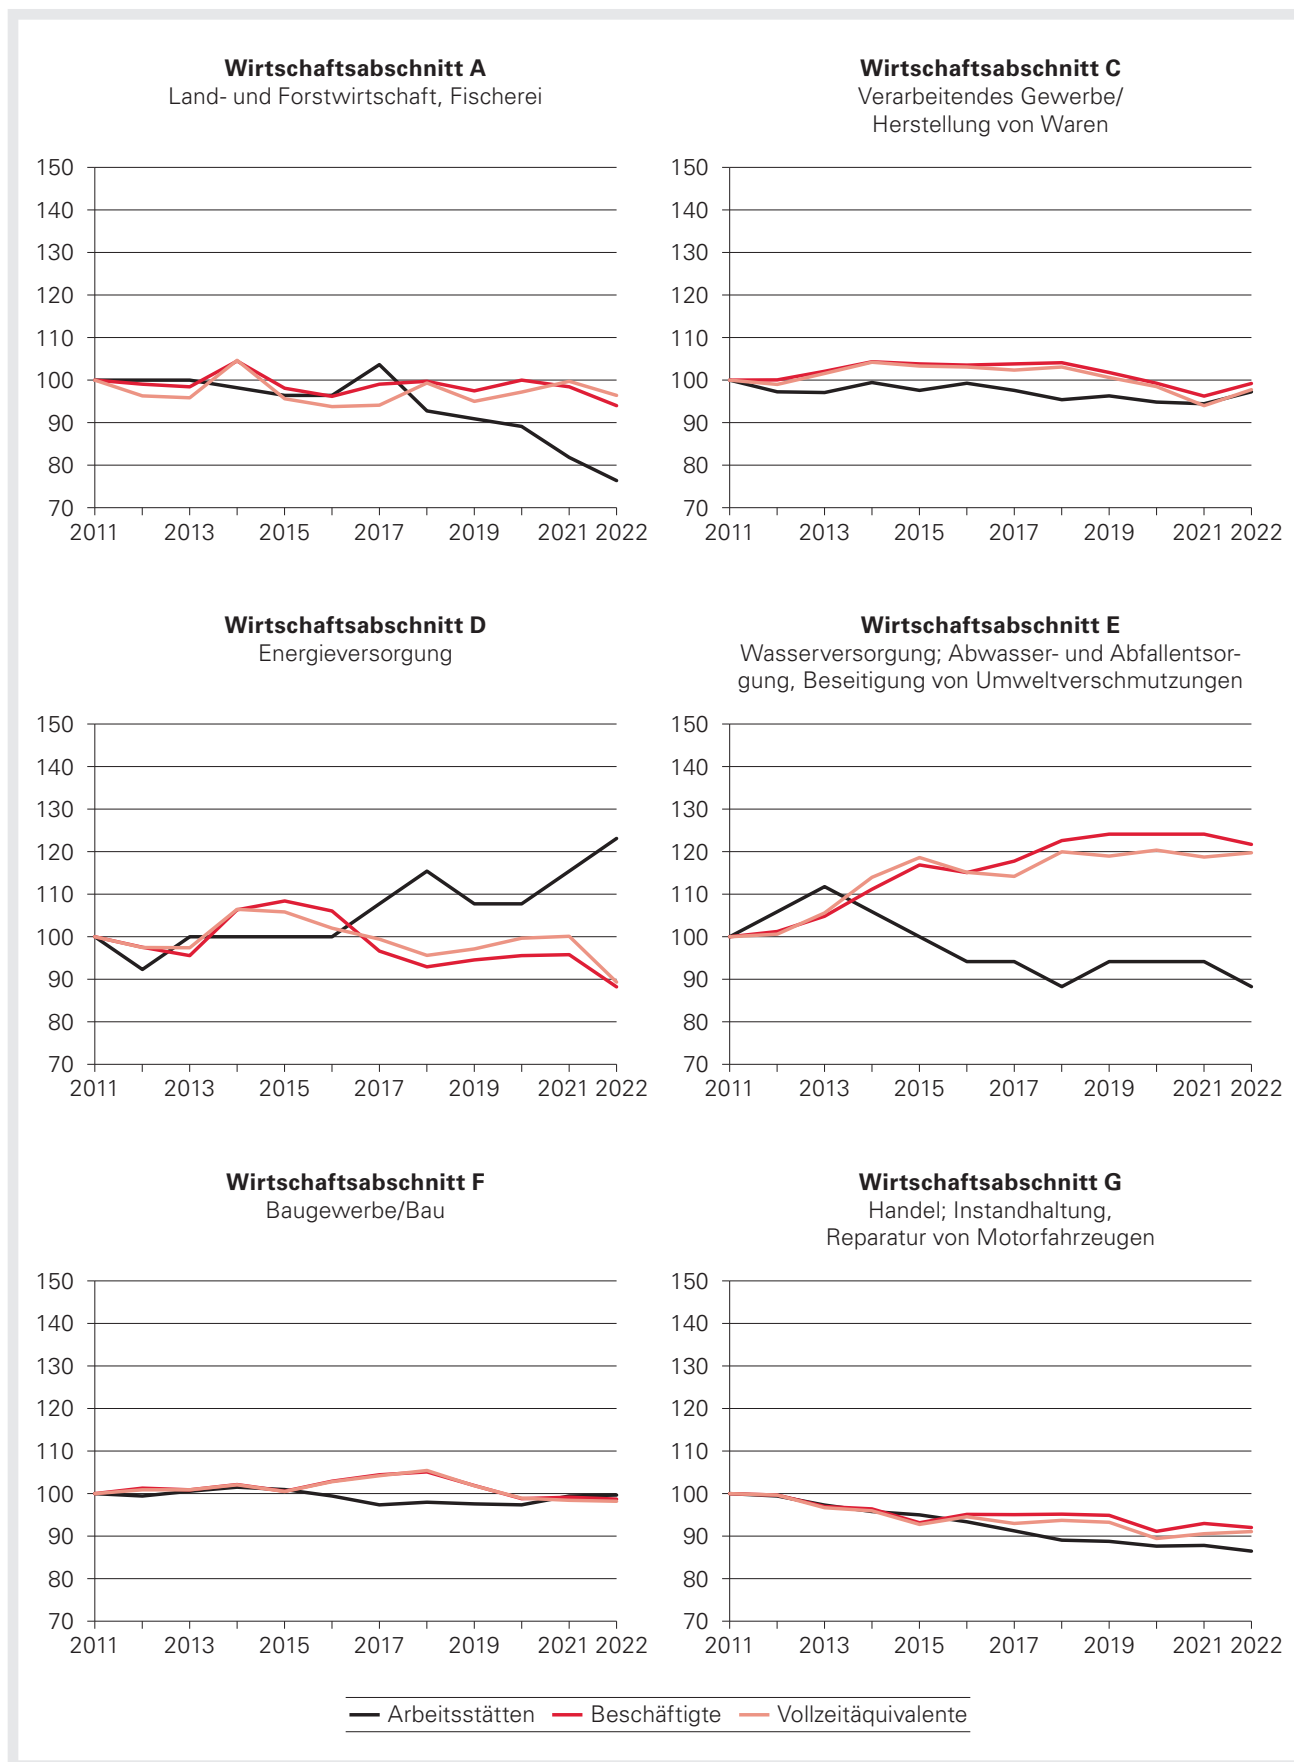 Wirtschaftsabschnitt A
Land- und Forstwirtschaft, Fischerei
150
140
130
120
110
100
90
80
70
2011 2013 2015 2017 2019 2021 2022
Wirtschaftsabschnitt C
Verarbeitendes Gewerbe/
Herstellung von Waren
150
140
130
120
110
100
90
80
70
2011 2013 2015 2017 2019 2021 2022
Wirtschaftsabschnitt D
Energieversorgung
150
140
130
120
110
100
90
80
70
2011 2013 2015 2017 2019 2021 2022
Wirtschaftsabschnitt E
Wasserversorgung; Abwasser- und Abfallentsor-
gung, Beseitigung von Umweltverschmutzungen
150
140
130
120
110
100
90
80
70
2011 2013 2015 2017 2019 2021 2022
Wirtschaftsabschnitt F
Baugewerbe/Bau
150
140
130
120
110
100
90
80
70
2011 2013 2015 2017 2019 2021 2022
Wirtschaftsabschnitt G
Handel; Instandhaltung,
Reparatur von Motorfahrzeugen
150
140
130
120
110
100
90
80
70
2011 2013 2015 2017 2019 2021 2022
Arbeitsstätten Beschäftigte Vollzeitäquivalente